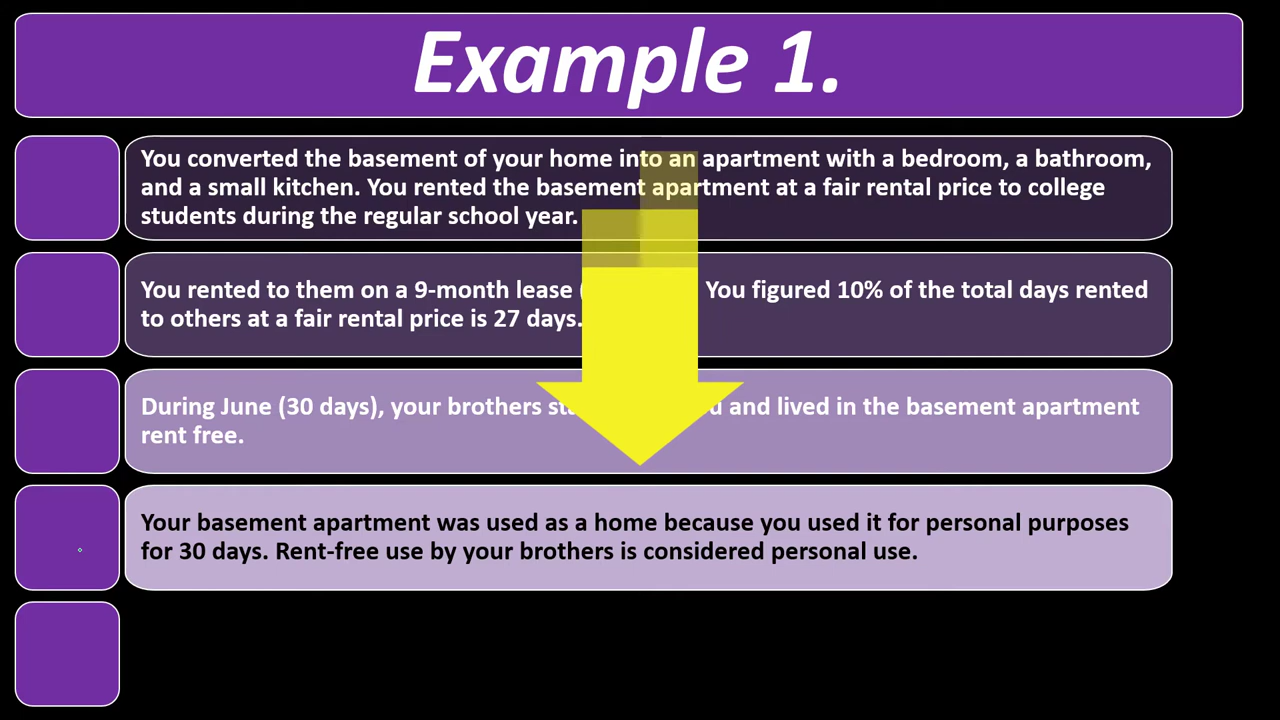 Example 1.
You converted the basement of your home into an apartment with a bedroom, a bathroom,
and a small kitchen. You rented the basement apartment at a fair rental price to college
students during the regular school year.
You rented to them on a 9-month lease ( You figured 10% of the total days rented
to others at a fair rental price is 27 days.
During June (30 days), your brothers and lived in the basement apartment
rent free.
Your basement apartment was used as a home because you used it for personal purposes
for 30 days. Rent-free use by your brothers is considered personal use.